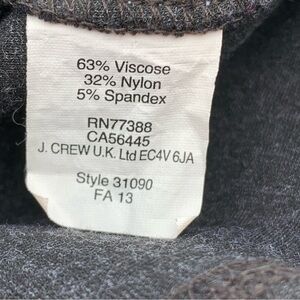 63% Viscose
32% Nylon
5% Spandex
RN77388
CA56445
J. CREW U.K. Ltd EC4V 6JA
Style 31090
FA 13